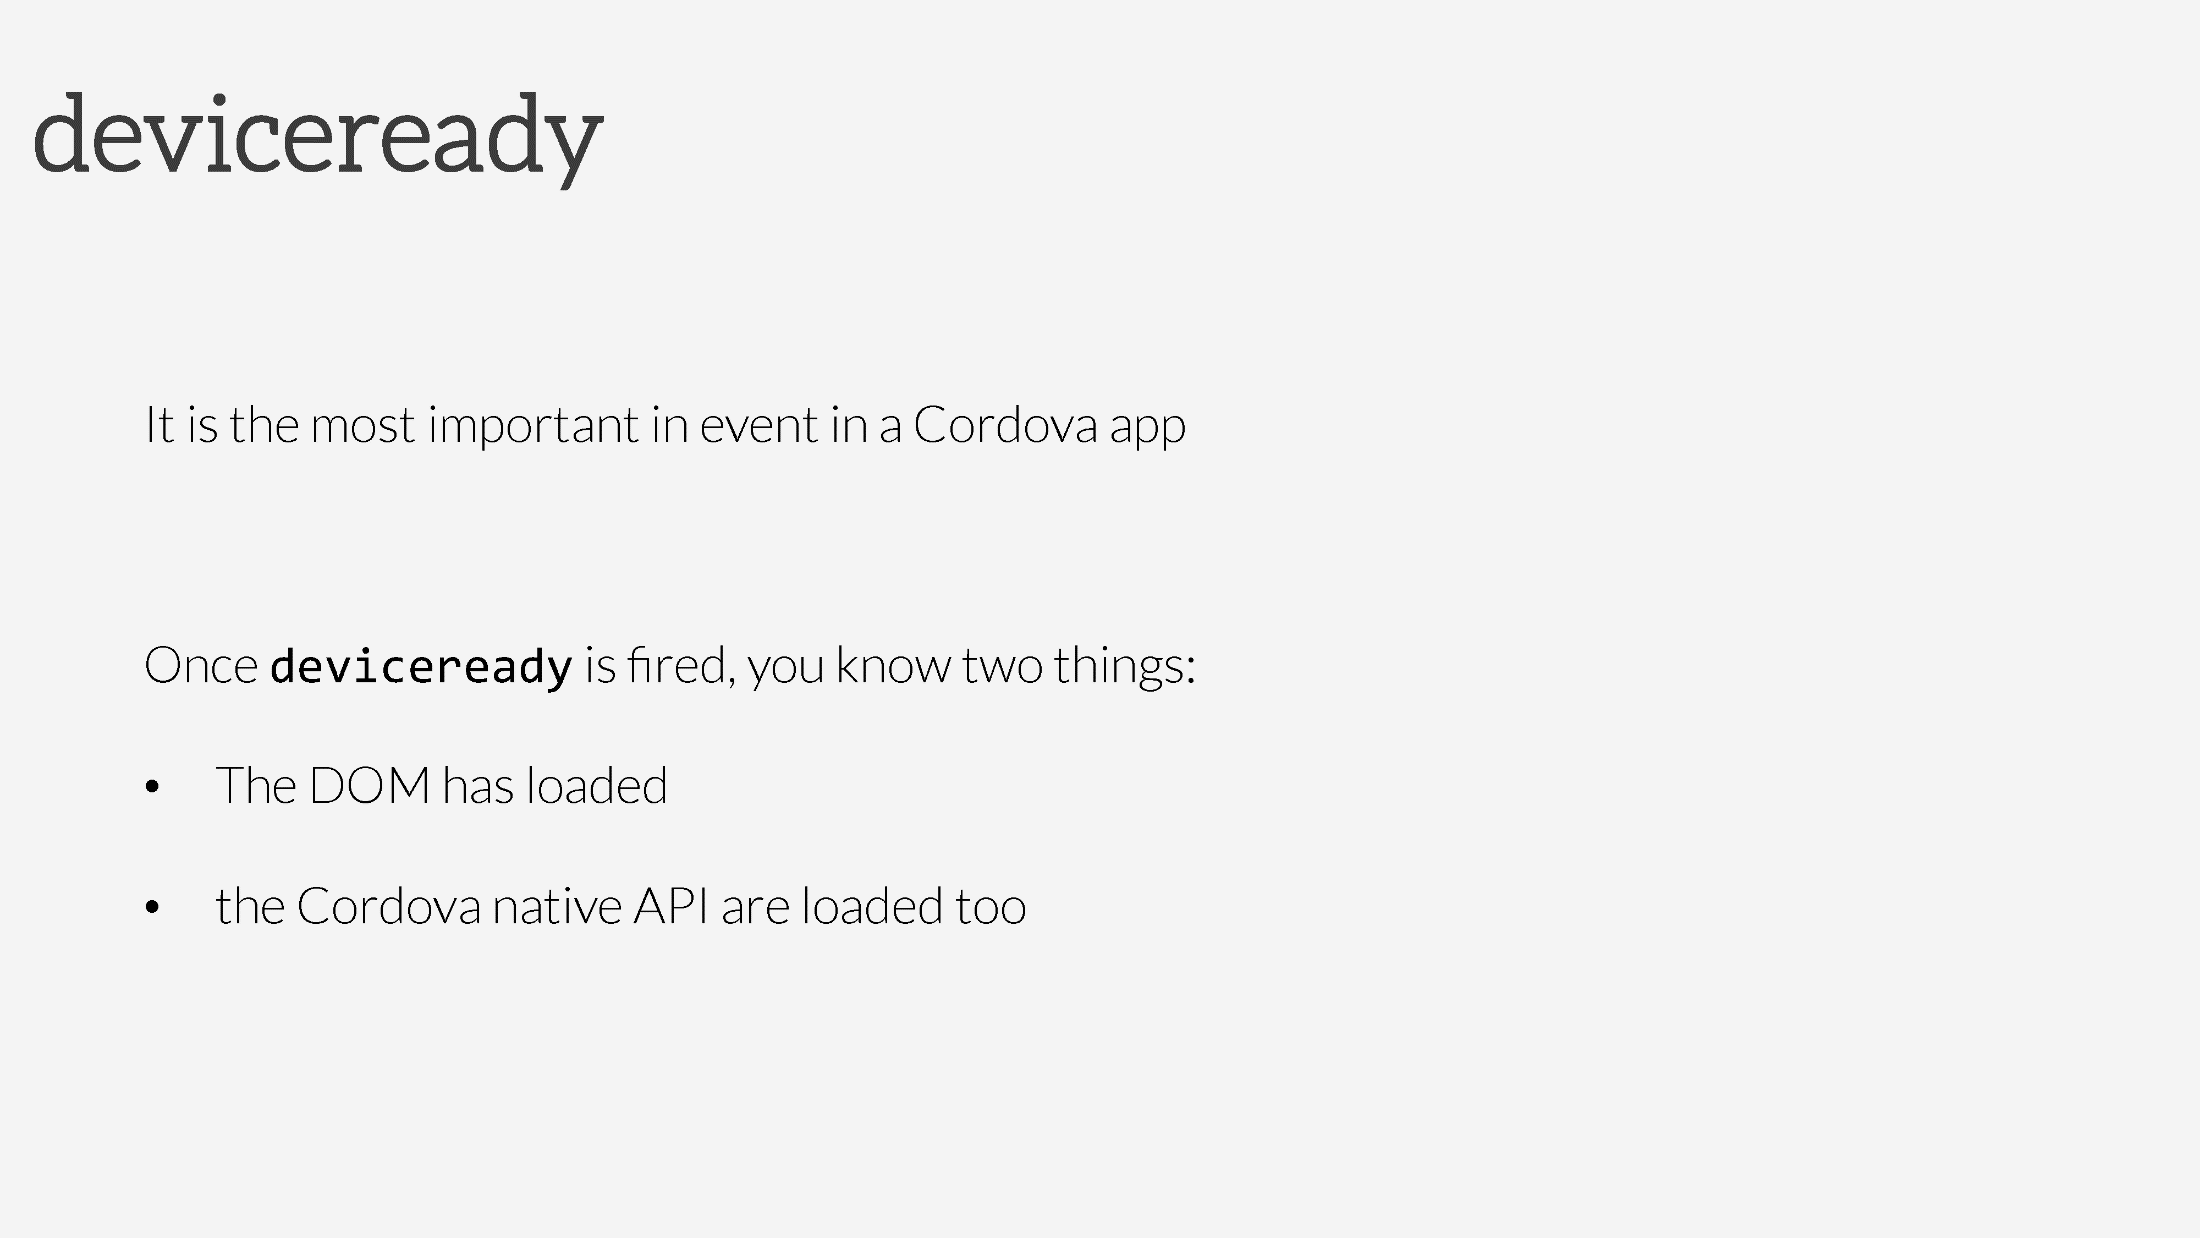 deviceready
It is the most important in event in a Cordova app
Once deviceready is fired, you know two things:
• The DOM has loaded
• the Cordova native API are loaded too